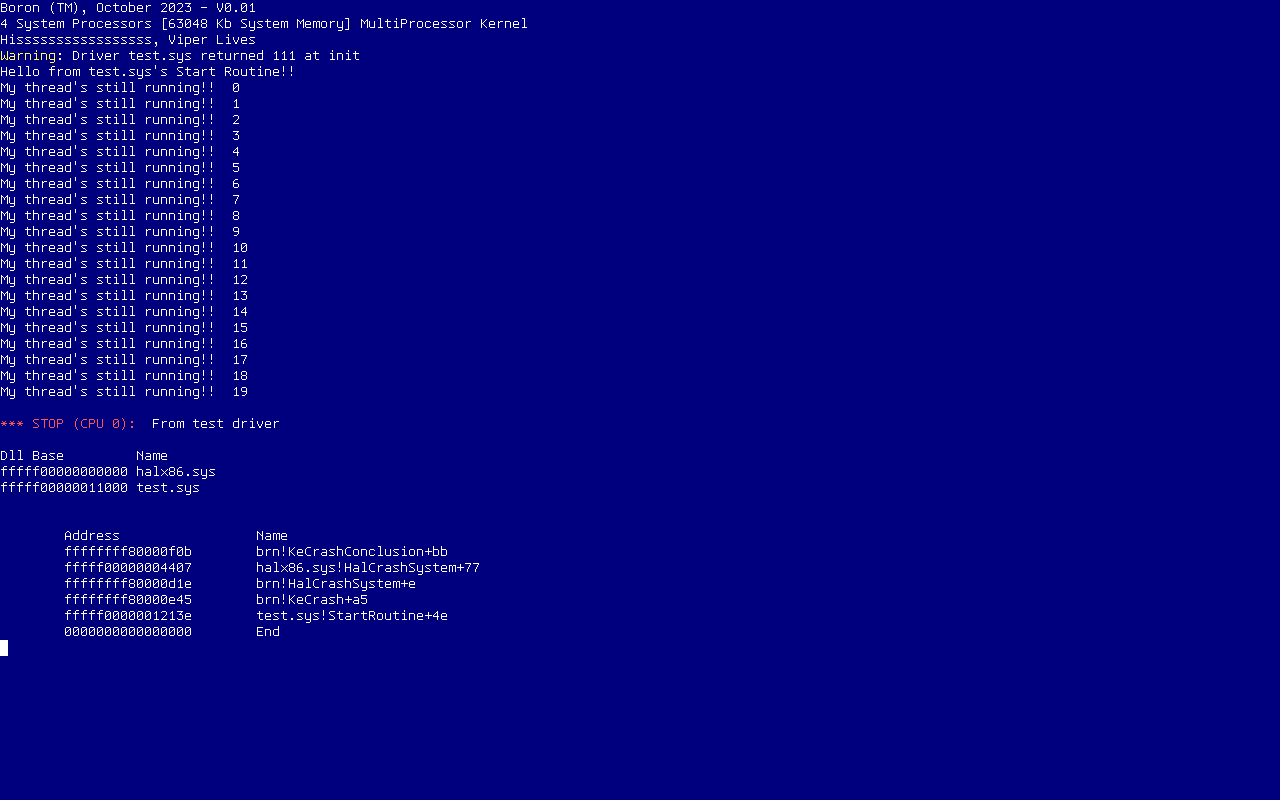 Boron (TM), October 2023 - V0.01
4 System Processors [63048 Kb System Memory] MultiProcessor Kernel
Hisssssssssssssssss, Viper Lives
Warning: Driver test.sys returned 111 at init
Hello from test.sys's Start Routine!!
My thread's still running!!  0
My thread's still running!!  1
My thread's still running!!  2
My thread's still running!!  3
My thread's still running!!  4
My thread's still running!!  5
My thread's still running!!  6
My thread's still running!!  7
My thread's still running!!  8
My thread's still running!!  9
My thread's still running!!  10
My thread's still running!!  11
My thread's still running!!  12
My thread's still running!!  13
My thread's still running!!  14
My thread's still running!!  15
My thread's still running!!  16
My thread's still running!!  17
My thread's still running!!  18
My thread's still running!!  19
*** STOP (CPU 0):  From test driver
Dll Base         Name
fffff00000000000 halx86.sys
fffff00000011000 test.sys
Address                 Name
ffffffff80000f0b        brn!KeCrashConclusion+bb
fffff00000004407        halx86.sys!HalCrashSystem+77
ffffffff80000d1e        brn!HalCrashSystem+e
ffffffff80000e45        brn!KeCrash+a5
fffff0000001213e        test.sys!StartRoutine+4e
0000000000000000        End